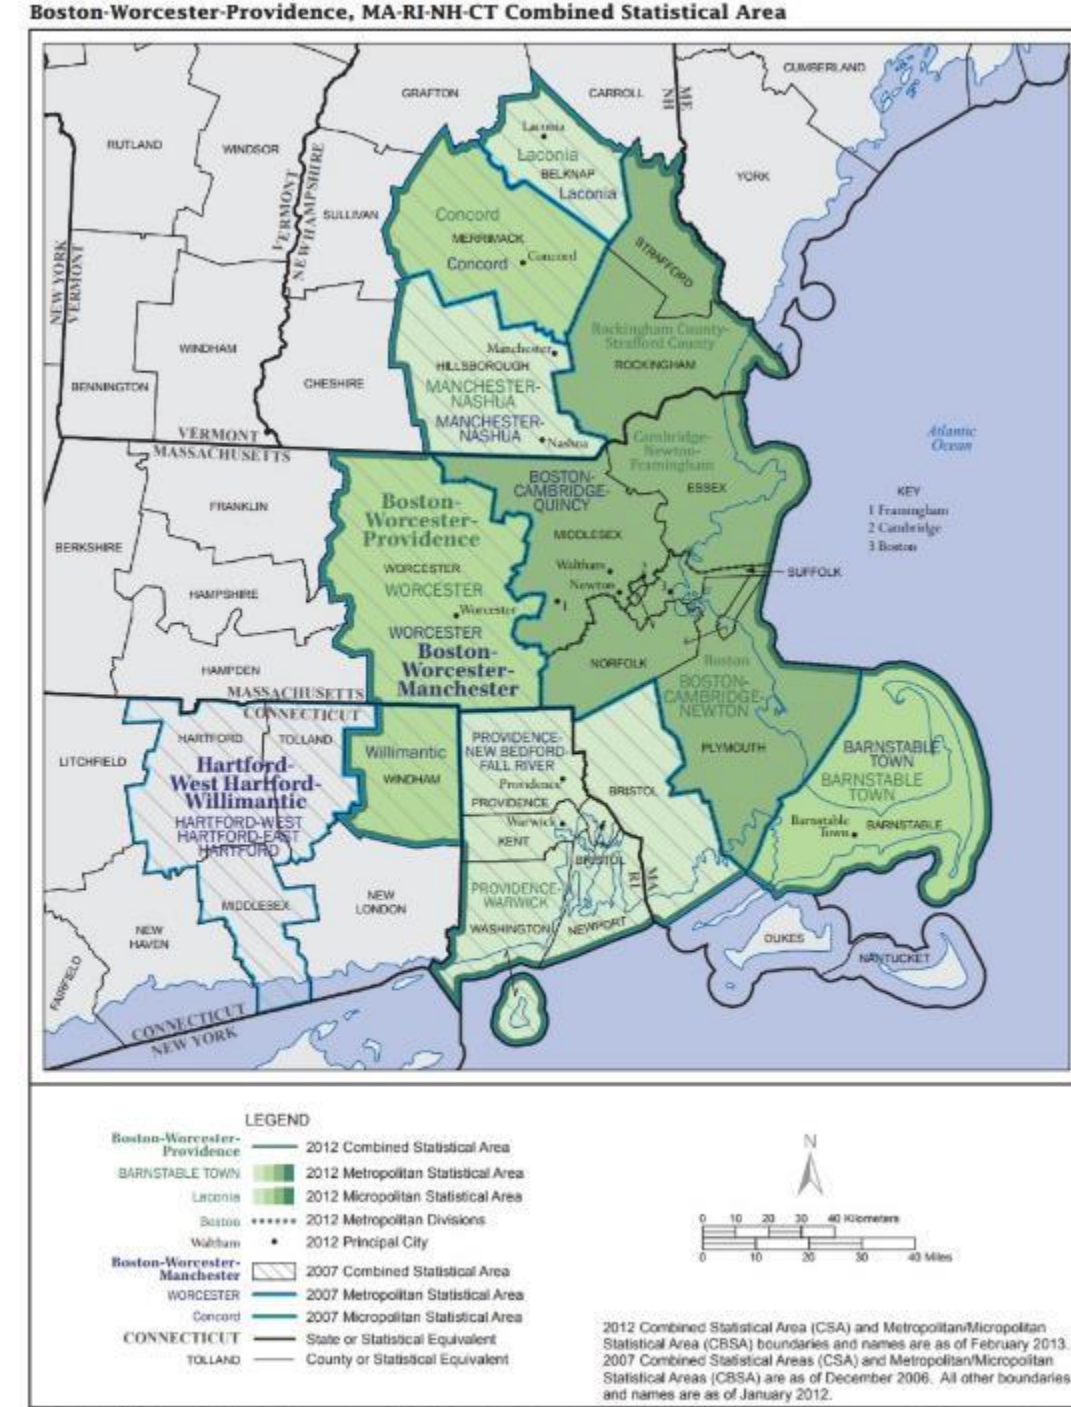 Boston-Worcester-Providence, MA-RI-NH-CT Combined Statistical Area
CUMBERLAND
GRAFTON
CARROLL
ME
NH
RUTLAND
WINDSOR
Laconia
Laconia
BELKNAP
Laconia
YORK
VERMONT
NEW HAMPSHIRE
SULLIVAN
Concord
MERRIMACK
Concord
Concord
STRAFFORD
NEW YORK
VERMONT
Rockingham County-
Strafford County
ROCKINGHAM
WINDHAM
BENNINGTON
CHESHIRE
Manchester
HILLSBOROUGH
MANCHESTER-
NASHUA
MANCHESTER-
NASHUA
Nashua
VERMONT
MASSACHUSETTS
Cambridge-
Newton-
Framingham
ESSEX
Atlantic
Ocean
BOSTON-
CAMBRIDGE-
QUINCY
MIDDLESEX
KEY
1 Framingham
2 Cambridge
3 Boston
FRANKLIN
BERKSHIRE
HAMPSHIRE
HAMPDEN
Boston-
Worcester-
Providence
WORCESTER
WORCESTER
Worcester
WORCESTER
Boston-
Worcester-
Manchester
Waltham
Newton
1
SUFFOLK
NORFOLK
Boston
BOSTON-
CAMBRIDGE-
NEWTON
PLYMOUTH
MASSACHUSETTS
CONNECTICUT
LITCHFIELD
HARTFORD
TOLLAND
Hartford-
West Hartford-
Willimantic
HARTFORD-WEST
HARTFORD-EAST
HARTFORD
Willimantic
WINDHAM
PROVIDENCE-
NEW BEDFORD-
FALL RIVER
Providence
PROVIDENCE
Warwick
KENT
BRISTOL
BRISTOL
MA
RI
PROVIDENCE-
WARWICK
WASHINGTON
NEWPORT
BARNSTABLE
TOWN
BARNSTABLE
TOWN
Barnstable
Town
BARNSTABLE
MIDDLESEX
NEW
LONDON
NEW
HAVEN
FAIRFIELD
DUKES
NANTUCKET
CONNECTICUT
NEW YORK
LEGEND
Boston-Worcester-
Providence
2012 Combined Statistical Area
BARNSTABLE TOWN
2012 Metropolitan Statistical Area
Laconia
2012 Micropolitan Statistical Area
Boston
2012 Metropolitan Divisions
Waltham
2012 Principal City
Boston-Worcester-
Manchester
2007 Combined Statistical Area
WORCESTER
2007 Metropolitan Statistical Area
Concord
2007 Micropolitan Statistical Area
CONNECTICUT
State or Statistical Equivalent
TOLLAND
County or Statistical Equivalent
N
0 10 20 30 40 Kilometers
0 10 20 30 40 Miles
2012 Combined Statistical Area (CSA) and Metropolitan/Micropolitan
Statistical Area (CBSA) boundaries and names are as of February 2013.
2007 Combined Statistical Areas (CSA) and Metropolitan/Micropolitan
Statistical Areas (CBSA) are as of December 2006. All other boundaries
and names are as of January 2012.